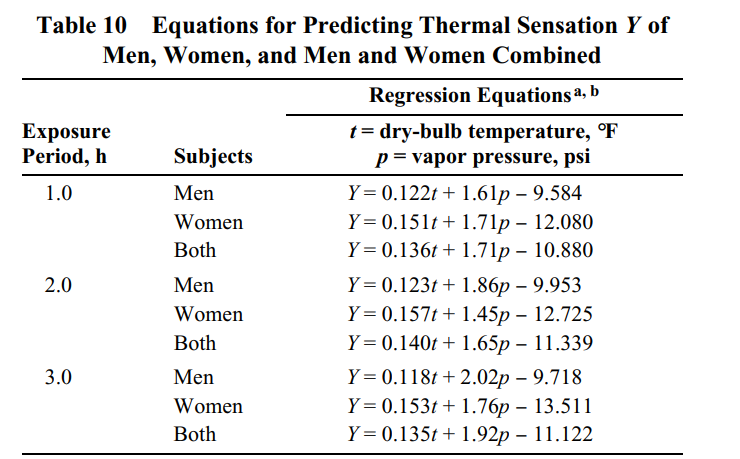 Table 10 Equations for Predicting Thermal Sensation Y of
Men, Women, and Men and Women Combined
Regression Equations a, b
Exposure
Period, h
Subjects
t = dry-bulb temperature, °F
p = vapor pressure, psi
1.0 Men Y = 0.122t + 1.61p – 9.584
Women Y = 0.151t + 1.71p – 12.080
Both Y = 0.136t + 1.71p – 10.880
2.0 Men Y = 0.123t + 1.86p – 9.953
Women Y = 0.157t + 1.45p – 12.725
Both Y = 0.140t + 1.65p – 11.339
3.0 Men Y = 0.118t + 2.02p – 9.718
Women Y = 0.153t + 1.76p – 13.511
Both Y = 0.135t + 1.92p – 11.122